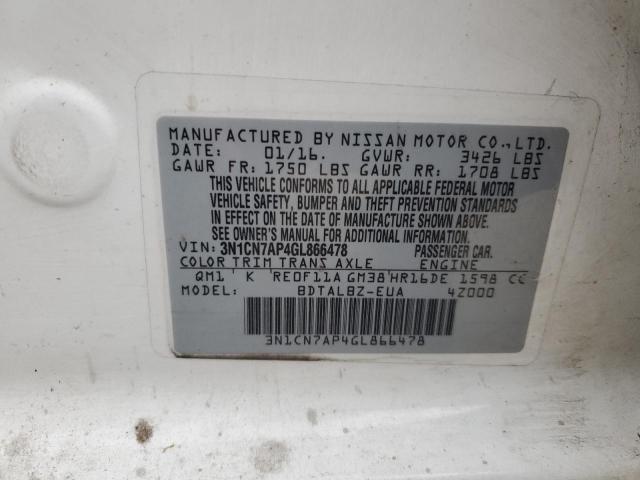 MANUFACTURED BY NISSAN MOTOR CO.,LTD.
DATE: 01/16. GVWR: 3426 LBS
GAWR FR: 1750 LBS GAWR RR: 1708 LBS
THIS VEHICLE CONFORMS TO ALL APPLICABLE FEDERAL MOTOR
VEHICLE SAFETY, BUMPER AND THEFT PREVENTION STANDARDS
IN EFFECT ON THE DATE OF MANUFACTURE SHOWN ABOVE.
SEE OWNER'S MANUAL FOR ADDITIONAL INFORMATION.
VIN: 3N1CN7AP4GL866478 PASSENGER CAR.
COLOR TRIM TRANS AXLE ENGINE
QM1 K RE0F11A GM38 HR16DE 1598 CC
MODEL: BDTALBZ-EUA 4Z000
3N1CN7AP4GL866478